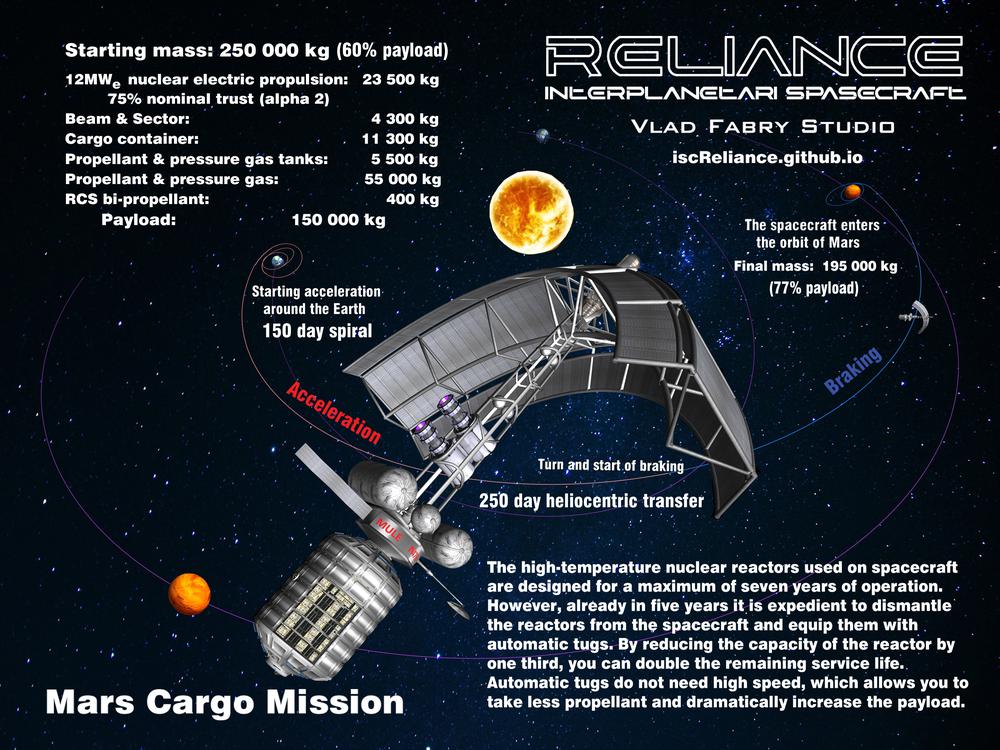 Starting mass: 250 000 kg (60% payload)
12MWe nuclear electric propulsion: 23 500 kg
75% nominal trust (alpha 2)
Beam & Sector: 4 300 kg
Cargo container: 11 300 kg
Propellant & pressure gas tanks: 5 500 kg
Propellant & pressure gas: 55 000 kg
RCS bi-propellant: 400 kg
Payload: 150 000 kg
RELIANCE
INTERPLANETARI SPASECRAFT
VLAD FABRY STUDIO
iscReliance.github.io
The spacecraft enters
the orbit of Mars
Final mass: 195 000 kg
(77% payload)
Starting acceleration
around the Earth
150 day spiral
Acceleration
Braking
Turn and start of braking
250 day heliocentric transfer
MULE
The high-temperature nuclear reactors used on spacecraft
are designed for a maximum of seven years of operation.
However, already in five years it is expedient to dismantle
the reactors from the spacecraft and equip them with
automatic tugs. By reducing the capacity of the reactor by
one third, you can double the remaining service life.
Automatic tugs do not need high speed, which allows you to
take less propellant and dramatically increase the payload.
Mars Cargo Mission